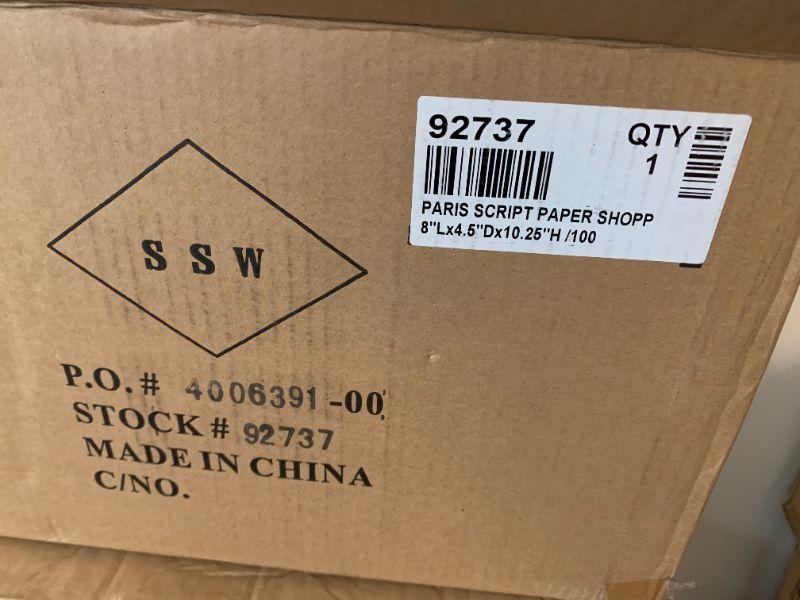 92737
QTY
1
PARIS SCRIPT PAPER SHOPP
8"Lx4.5"Dx10.25"H /100
S S W
P.O.# 4006391 -00
STOCK # 92737
MADE IN CHINA
C/NO.